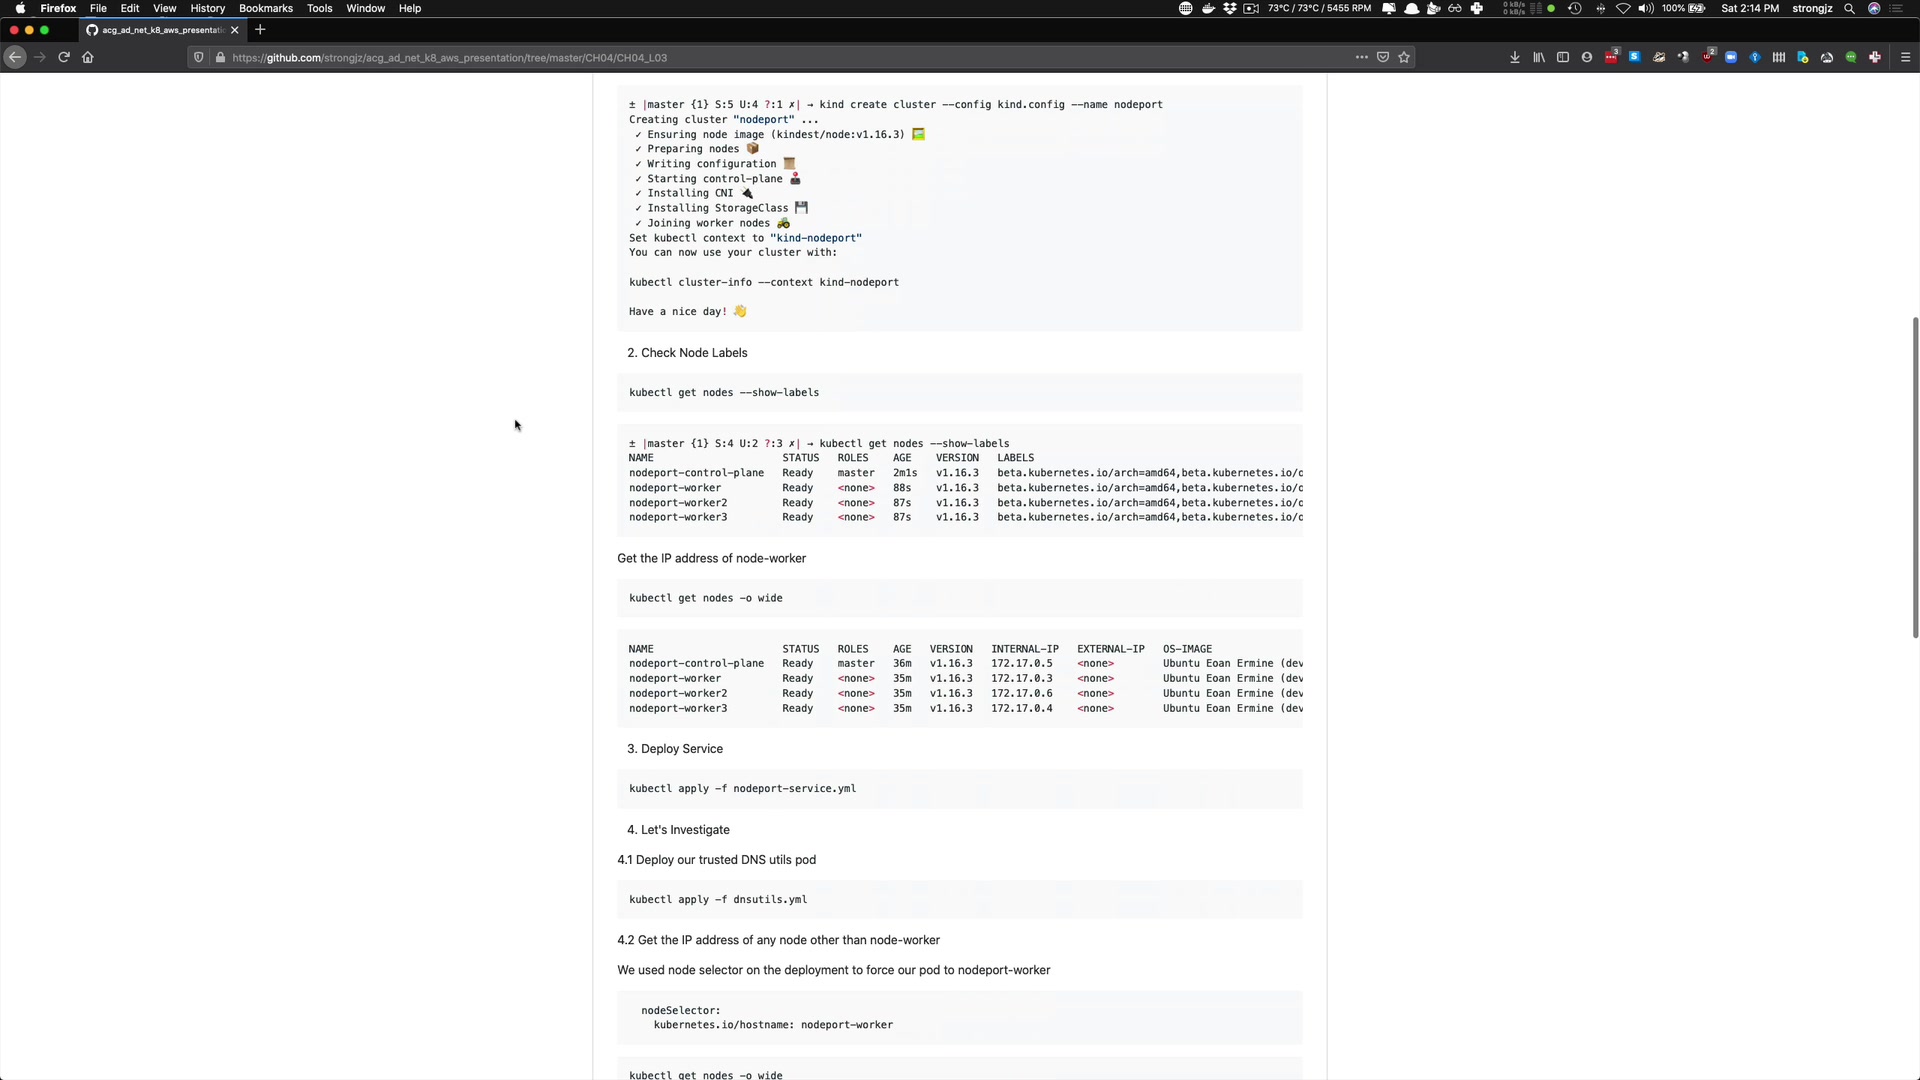 Firefox File Edit View History Bookmarks Tools Window Help
73°C / 73°C / 5455 RPM
0 kB/s
0 kB/s
100%
Sat 2:14 PM strongjz
acg_ad_net_k8_aws_presentati
https://github.com/strongjz/acg_ad_net_k8_aws_presentation/tree/master/CH04/CH04_L03
3
2
± |master {1} S:5 U:4 ?:1 ✗| → kind create cluster --config kind.config --name nodeport
Creating cluster "nodeport" ...
✓ Ensuring node image (kindest/node:v1.16.3) 🖼
✓ Preparing nodes 📦
✓ Writing configuration 📜
✓ Starting control-plane 🕹
✓ Installing CNI 🔌
✓ Installing StorageClass 💾
✓ Joining worker nodes 🚜
Set kubectl context to "kind-nodeport"
You can now use your cluster with:
kubectl cluster-info --context kind-nodeport
Have a nice day! 👋
2. Check Node Labels
kubectl get nodes --show-labels
± |master {1} S:4 U:2 ?:3 ✗| → kubectl get nodes --show-labels
NAME STATUS ROLES AGE VERSION LABELS
nodeport-control-plane Ready master 2m1s v1.16.3 beta.kubernetes.io/arch=amd64,beta.kubernetes.io/o
nodeport-worker Ready <none> 88s v1.16.3 beta.kubernetes.io/arch=amd64,beta.kubernetes.io/o
nodeport-worker2 Ready <none> 87s v1.16.3 beta.kubernetes.io/arch=amd64,beta.kubernetes.io/o
nodeport-worker3 Ready <none> 87s v1.16.3 beta.kubernetes.io/arch=amd64,beta.kubernetes.io/o
Get the IP address of node-worker
kubectl get nodes -o wide
NAME STATUS ROLES AGE VERSION INTERNAL-IP EXTERNAL-IP OS-IMAGE
nodeport-control-plane Ready master 36m v1.16.3 172.17.0.5 <none> Ubuntu Eoan Ermine (dev
nodeport-worker Ready <none> 35m v1.16.3 172.17.0.3 <none> Ubuntu Eoan Ermine (dev
nodeport-worker2 Ready <none> 35m v1.16.3 172.17.0.6 <none> Ubuntu Eoan Ermine (dev
nodeport-worker3 Ready <none> 35m v1.16.3 172.17.0.4 <none> Ubuntu Eoan Ermine (dev
3. Deploy Service
kubectl apply -f nodeport-service.yml
4. Let's Investigate
4.1 Deploy our trusted DNS utils pod
kubectl apply -f dnsutils.yml
4.2 Get the IP address of any node other than node-worker
We used node selector on the deployment to force our pod to nodeport-worker
nodeSelector:
kubernetes.io/hostname: nodeport-worker
kubectl get nodes -o wide